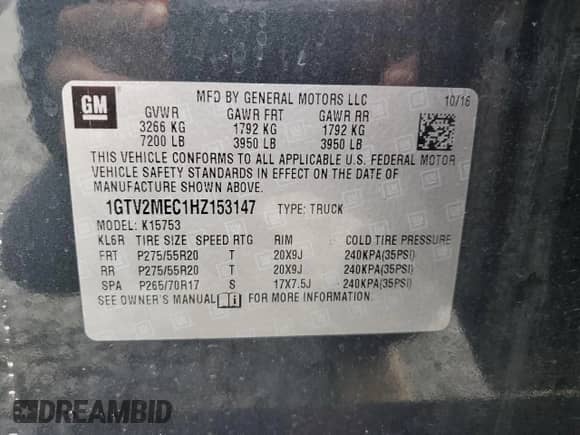 MFD BY GENERAL MOTORS LLC 10/16
GM
GVWR GAWR FRT GAWR RR
3266 KG 1792 KG 1792 KG
7200 LB 3950 LB 3950 LB
THIS VEHICLE CONFORMS TO ALL APPLICABLE U.S. FEDERAL MOTOR
VEHICLE SAFETY STANDARDS IN EFFECT ON THE DATE OF
MANUFACTURE SHOWN ABOVE.
1GTV2MEC1HZ153147 TYPE: TRUCK
MODEL: K15753
KL6R TIRE SIZE SPEED RTG RIM COLD TIRE PRESSURE
FRT P275/55R20 T 20X9J 240KPA(35PSI)
RR P275/55R20 T 20X9J 240KPA(35PSI)
SPA P265/70R17 S 17X7.5J 240KPA(35PSI)
SEE OWNER'S MANUAL i FOR MORE INFORMATION.
DREAMBID